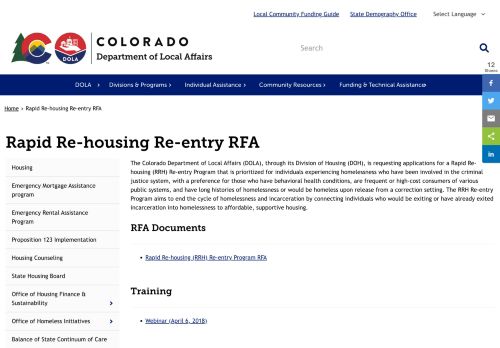 Local Community Funding Guide
State Demography Office
Select Language
COLORADO
Department of Local Affairs
DOLA
Search
DOLA
Divisions & Programs
Individual Assistance
Community Resources
Funding & Technical Assistance
12
Shares
Home » Rapid Re-housing Re-entry RFA
Rapid Re-housing Re-entry RFA
Housing
Emergency Mortgage Assistance
program
Emergency Rental Assistance
Program
Proposition 123 Implementation
Housing Counseling
State Housing Board
Office of Housing Finance &
Sustainability
Office of Homeless Initiatives
Balance of State Continuum of Care
The Colorado Department of Local Affairs (DOLA), through its Division of Housing (DOH), is requesting applications for a Rapid Re-
housing (RRH) Re-entry Program that is prioritized for individuals experiencing homelessness who have been involved in the criminal
justice system, with a preference for those who have behavioral health conditions, are frequent or high-cost consumers of various
public systems, and have long histories of homelessness or would be homeless upon release from a correction setting. The RRH Re-entry
Program aims to end the cycle of homelessness and incarceration by connecting individuals who would be exiting or have already exited
incarceration into homelessness to affordable, supportive housing.
RFA Documents
Rapid Re-housing (RRH) Re-entry Program RFA
Training
Webinar (April 6, 2018)